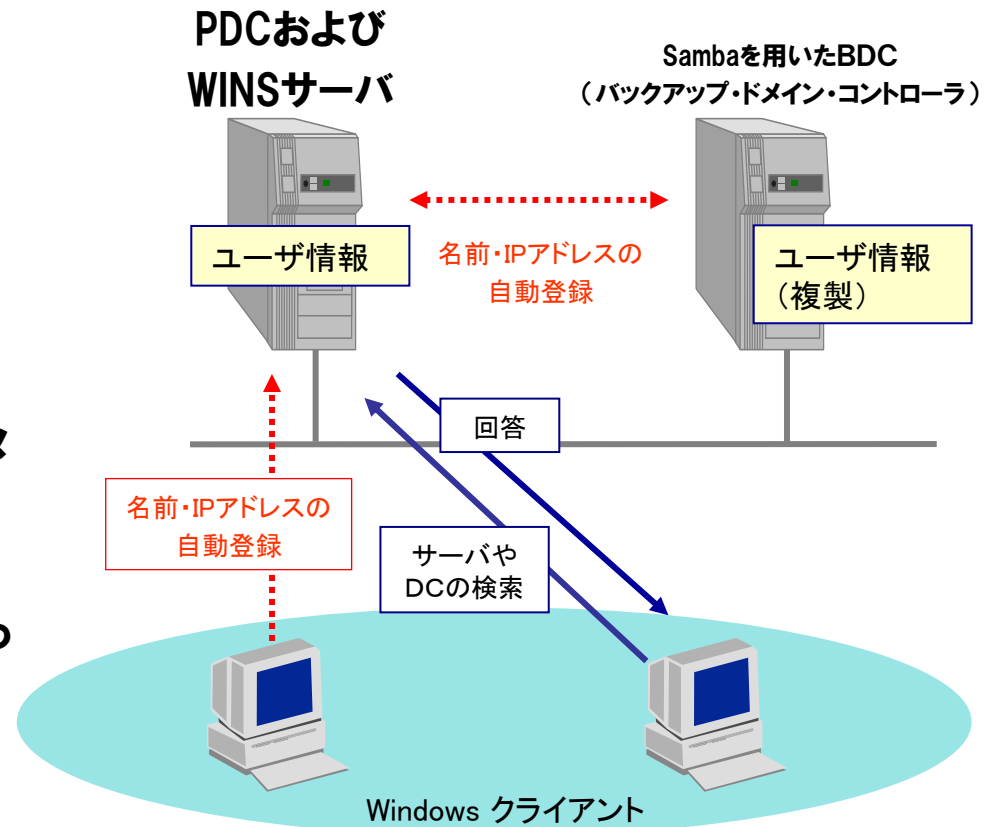 PDCおよび
WINSサーバ
Sambaを用いたBDC
（バックアップ・ドメイン・コントローラ）
ユーザ情報
名前・IPアドレスの
自動登録
ユーザ情報
（複製）
回答
名前・IPアドレスの
自動登録
サーバや
DCの検索
Windows クライアント